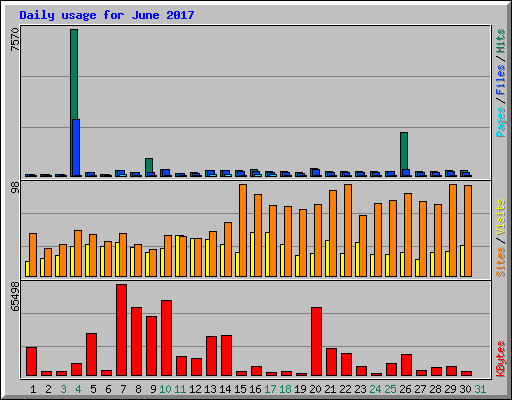 Daily usage for June 2017
7570
98
65498
Pages / Files / Hits
Sites / Visits
KBytes
1 2 3 4 5 6 7 8 9 10 11 12 13 14 15 16 17 18 19 20 21 22 23 24 25 26 27 28 29 30 31